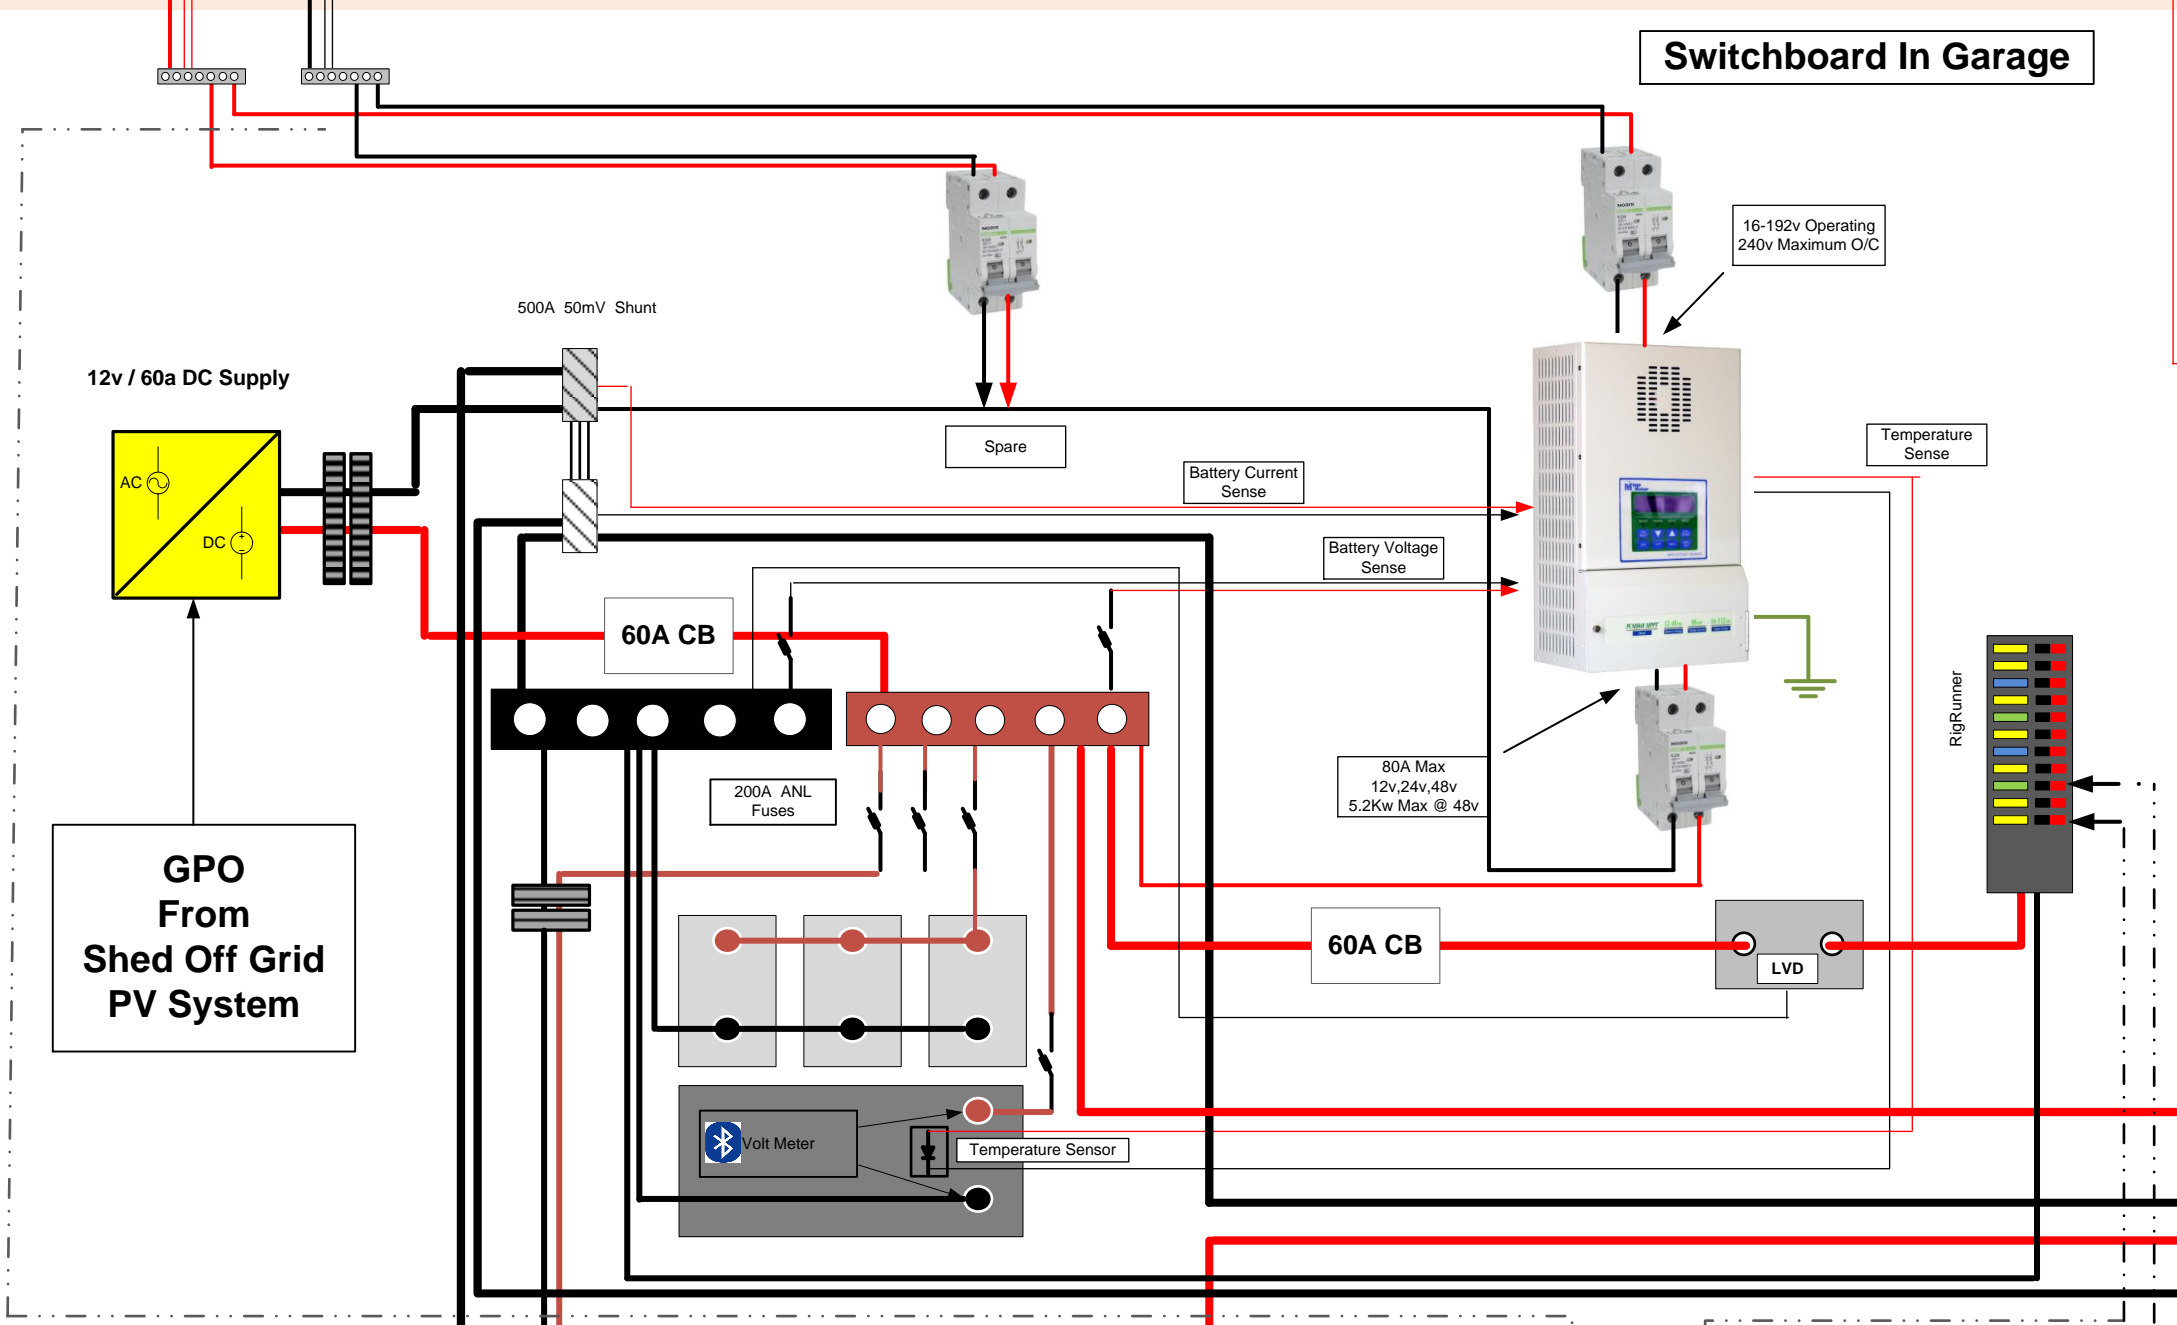 Switchboard In Garage
16-192v Operating
240v Maximum O/C
500A  50mV  Shunt
12v / 60a DC Supply
Spare
Temperature
Sense
Battery Current
Sense
AC
DC
Battery Voltage
Sense
60A CB
RigRunner
80A Max
12v,24v,48v
5.2Kw Max @ 48v
200A  ANL
Fuses
GPO
From
Shed Off Grid
PV System
60A CB
LVD
Volt Meter
Temperature Sensor